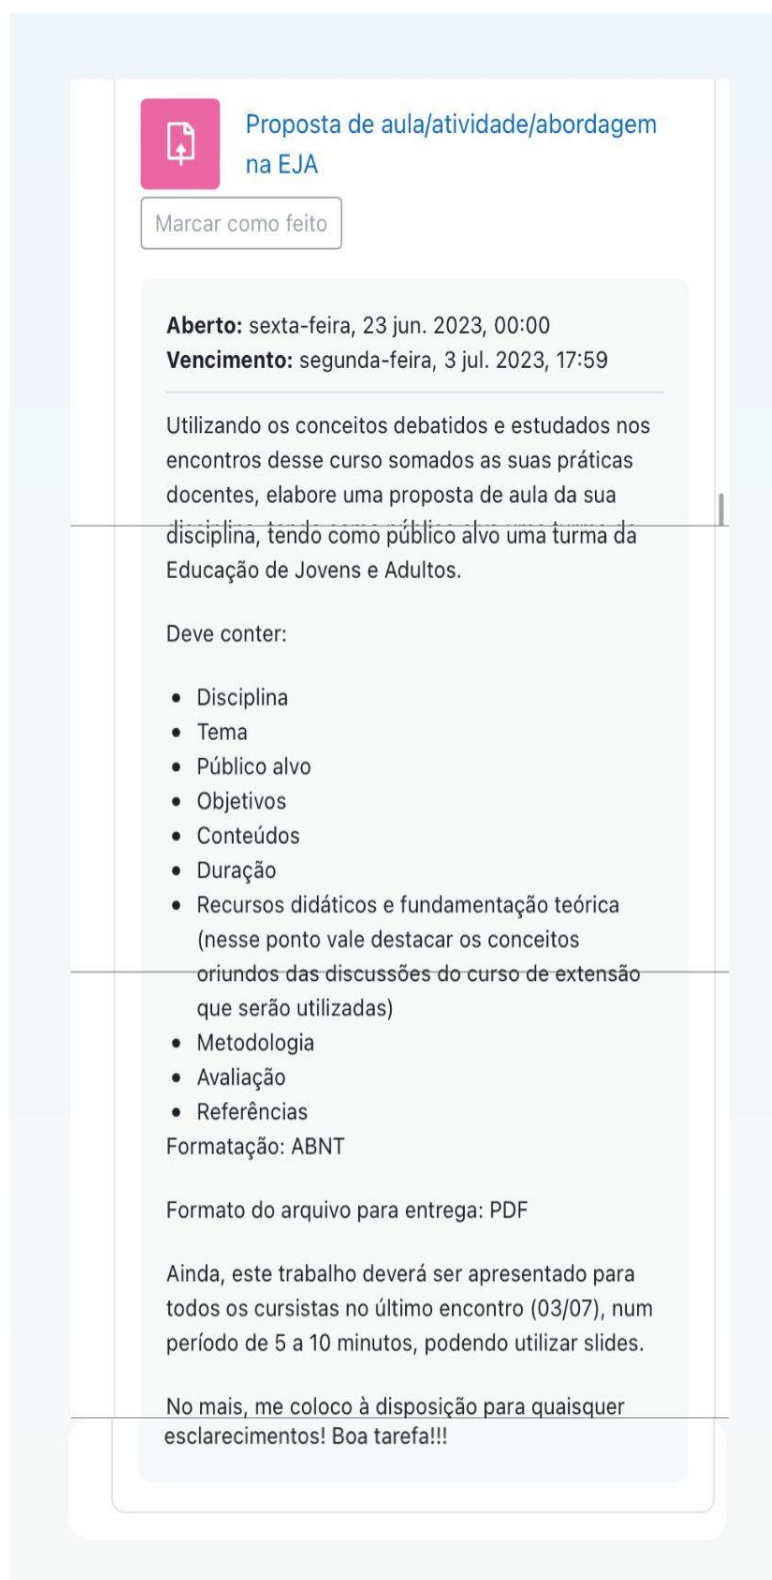 Proposta de aula/atividade/abordagem
na EJA
Marcar como feito
Aberto: sexta-feira, 23 jun. 2023, 00:00
Vencimento: segunda-feira, 3 jul. 2023, 17:59
Utilizando os conceitos debatidos e estudados nos
encontros desse curso somados as suas práticas
docentes, elabore uma proposta de aula da sua
disciplina, tendo como público alvo uma turma da
Educação de Jovens e Adultos.
Deve conter:
• Disciplina
• Tema
• Público alvo
• Objetivos
• Conteúdos
• Duração
• Recursos didáticos e fundamentação teórica
(nesse ponto vale destacar os conceitos
oriundos das discussões do curso de extensão
que serão utilizadas)
• Metodologia
• Avaliação
• Referências
Formatação: ABNT
Formato do arquivo para entrega: PDF
Ainda, este trabalho deverá ser apresentado para
todos os cursistas no último encontro (03/07), num
período de 5 a 10 minutos, podendo utilizar slides.
No mais, me coloco à disposição para quaisquer
esclarecimentos! Boa tarefa!!!